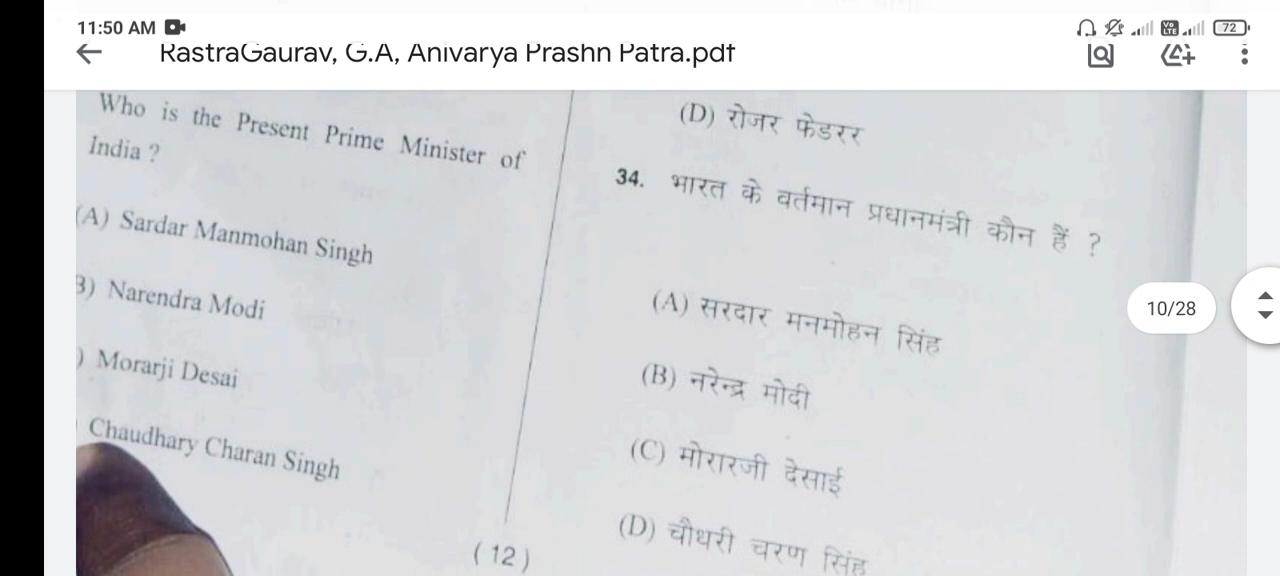 11:50 AM
72
RastraGaurav, G.A, Anivarya Prashn Patra.pdf
Who is the Present Prime Minister of
India ?
(A) Sardar Manmohan Singh
B) Narendra Modi
) Morarji Desai
Chaudhary Charan Singh
(12)
(D) रोजर फेडरर
34. भारत के वर्तमान प्रधानमंत्री कौन हैं ?
(A) सरदार मनमोहन सिंह
(B) नरेन्द्र मोदी
(C) मोरारजी देसाई
(D) चौधरी चरण सिंह
10/28